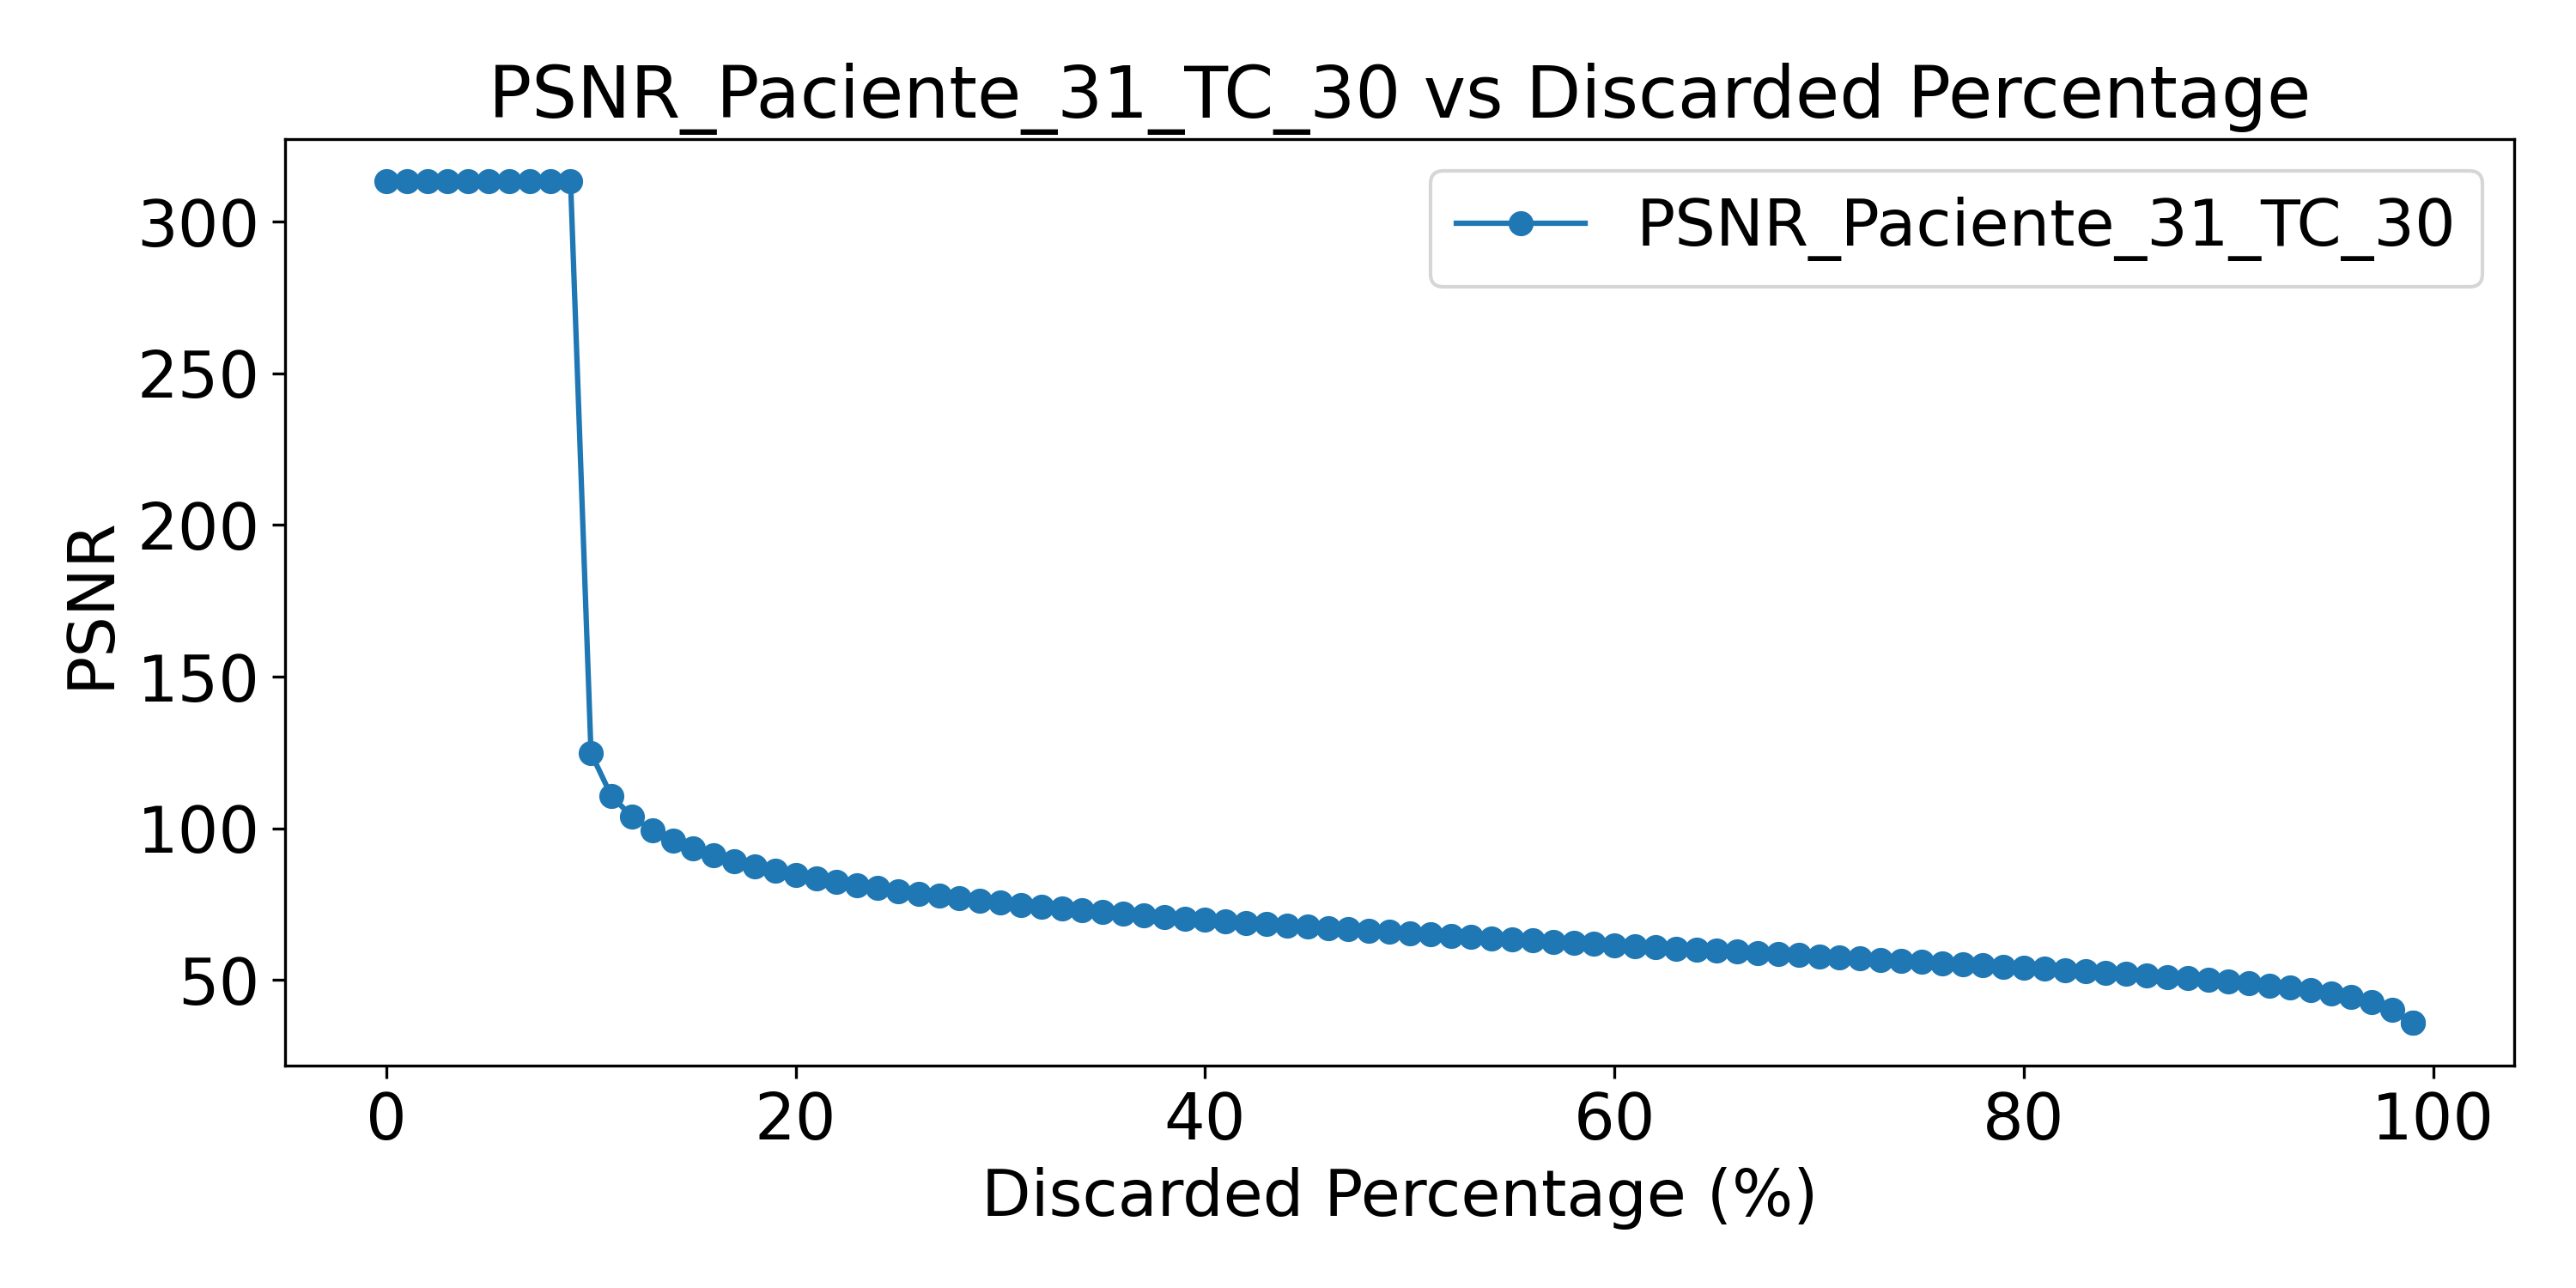 PSNR_Paciente_31_TC_30 vs Discarded Percentage
PSNR_Paciente_31_TC_30
300
250
200
150
100
50
PSNR
0 20 40 60 80 100
Discarded Percentage (%)